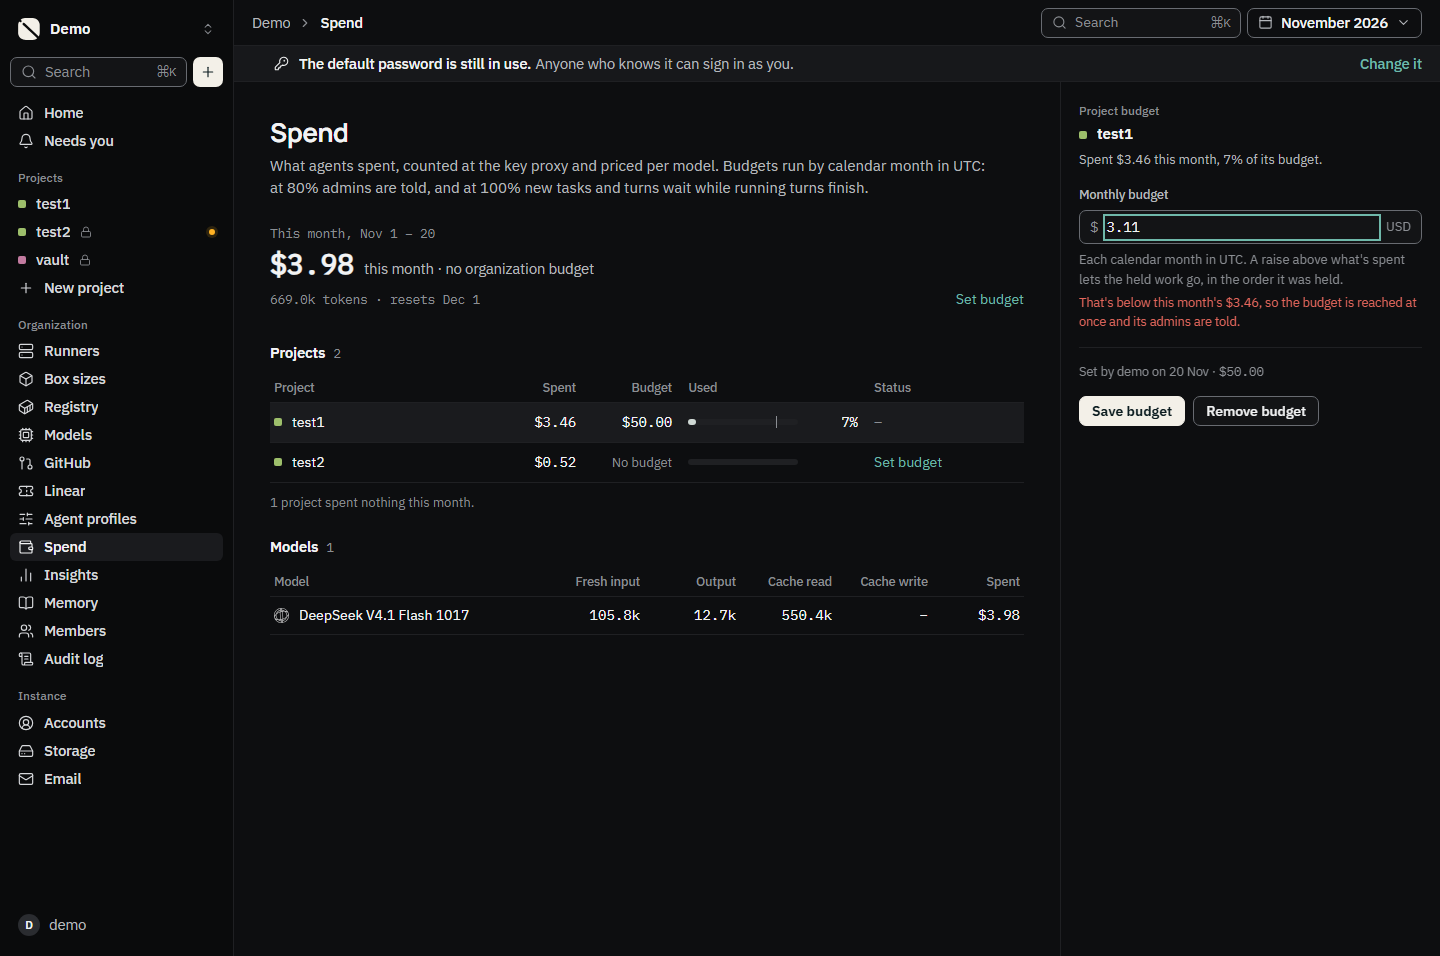 Demo
Search ⌘K
Home
Needs you
Projects
test1
test2
vault
New project
Organization
Runners
Box sizes
Registry
Models
GitHub
Linear
Agent profiles
Spend
Insights
Memory
Members
Audit log
Instance
Accounts
Storage
Email
D demo
Demo > Spend
Search ⌘K
November 2026
The default password is still in use. Anyone who knows it can sign in as you.
Change it
Spend
What agents spent, counted at the key proxy and priced per model. Budgets run by calendar month in UTC:
at 80% admins are told, and at 100% new tasks and turns wait while running turns finish.
This month, Nov 1 – 20
$3.98 this month · no organization budget
669.0k tokens · resets Dec 1
Set budget
Projects 2
Project Spent Budget Used Status
test1 $3.46 $50.00 7% –
test2 $0.52 No budget Set budget
1 project spent nothing this month.
Models 1
Model Fresh input Output Cache read Cache write Spent
DeepSeek V4.1 Flash 1017 105.8k 12.7k 550.4k – $3.98
Project budget
test1
Spent $3.46 this month, 7% of its budget.
Monthly budget
$ 3.11 USD
Each calendar month in UTC. A raise above what's spent
lets the held work go, in the order it was held.
That's below this month's $3.46, so the budget is reached at
once and its admins are told.
Set by demo on 20 Nov · $50.00
Save budget
Remove budget